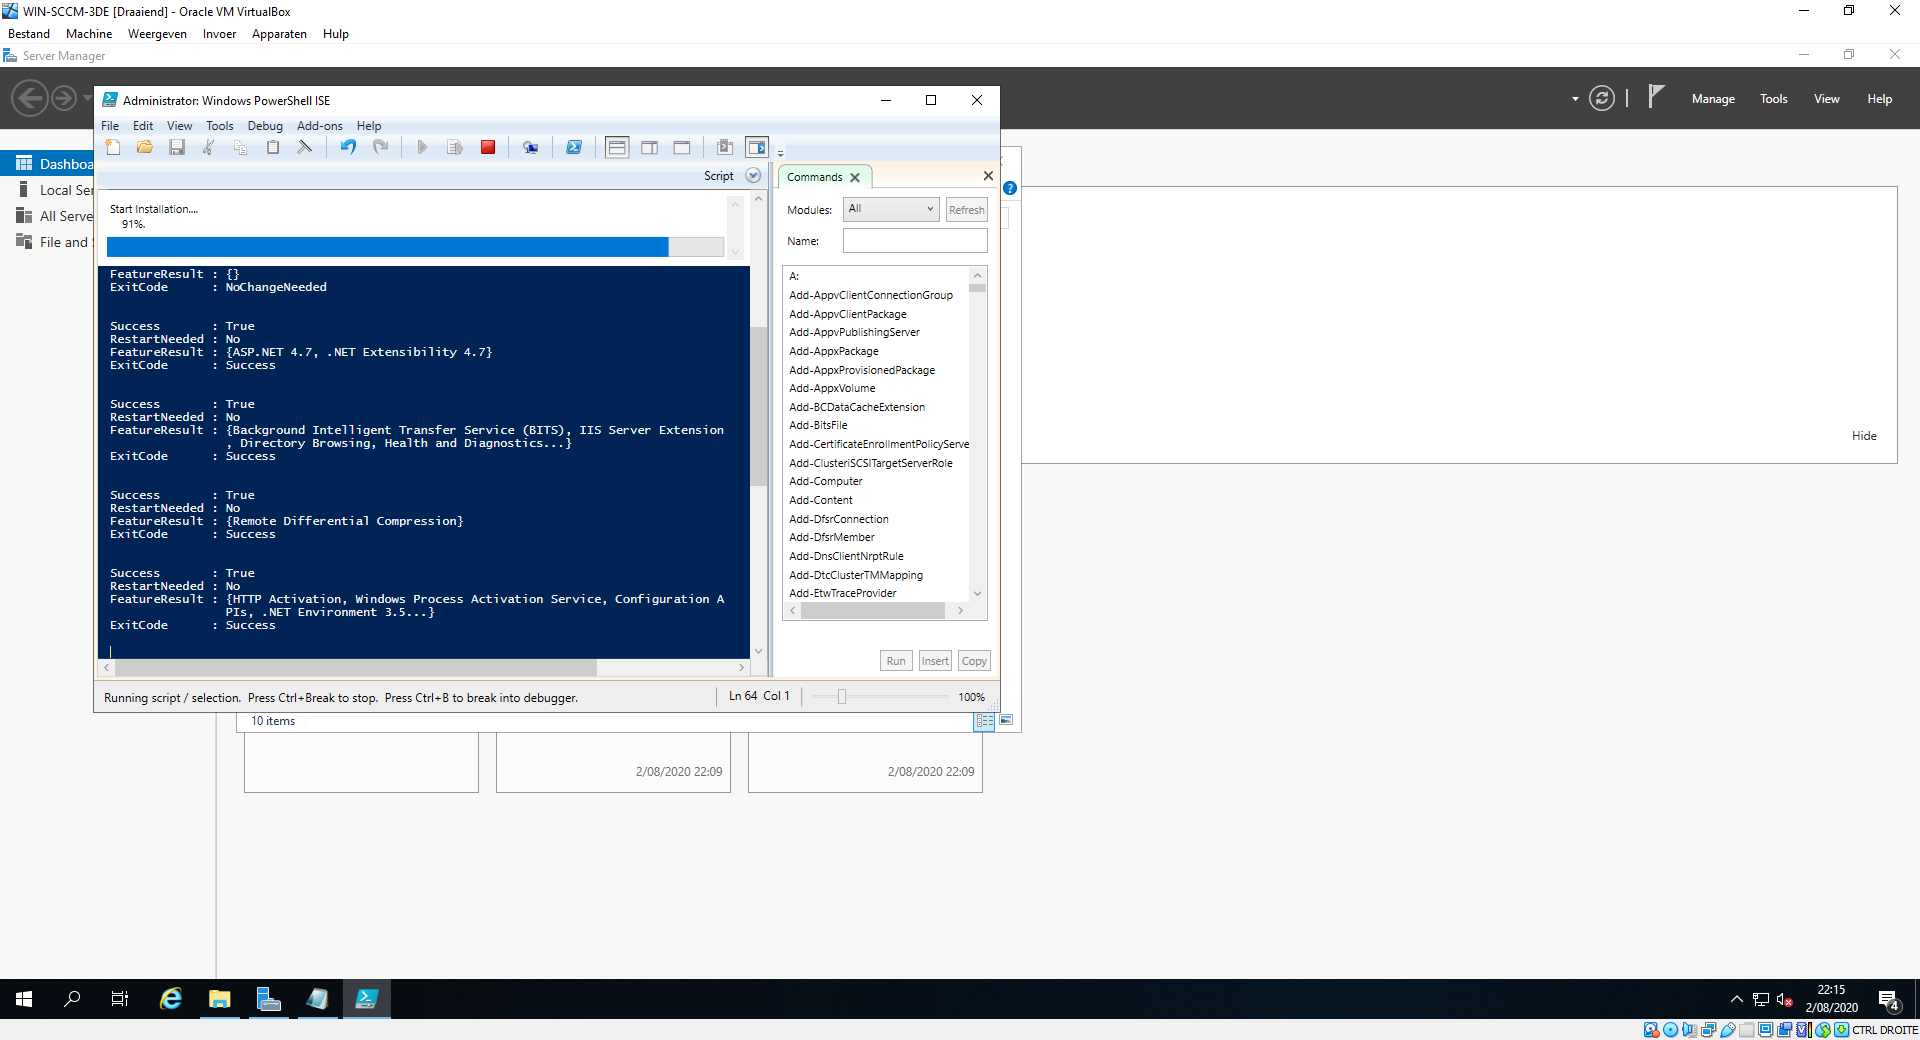 WIN-SCCM-3DE [Draaiend] - Oracle VM VirtualBox
Bestand Machine Weergeven Invoer Apparaten Hulp
Server Manager
Manage Tools View Help
Administrator: Windows PowerShell ISE
File Edit View Tools Debug Add-ons Help
Dashboa
Local Ser
All Serve
File and S
Script
Start Installation....
91%.
FeatureResult : {}
ExitCode : NoChangeNeeded
Success : True
RestartNeeded : No
FeatureResult : {ASP.NET 4.7, .NET Extensibility 4.7}
ExitCode : Success
Success : True
RestartNeeded : No
FeatureResult : {Background Intelligent Transfer Service (BITS), IIS Server Extension
, Directory Browsing, Health and Diagnostics...}
ExitCode : Success
Success : True
RestartNeeded : No
FeatureResult : {Remote Differential Compression}
ExitCode : Success
Success : True
RestartNeeded : No
FeatureResult : {HTTP Activation, Windows Process Activation Service, Configuration A
PIs, .NET Environment 3.5...}
ExitCode : Success
Commands
Modules: All Refresh
Name:
A:
Add-AppvClientConnectionGroup
Add-AppvClientPackage
Add-AppvPublishingServer
Add-AppxPackage
Add-AppxProvisionedPackage
Add-AppxVolume
Add-BCDataCacheExtension
Add-BitsFile
Add-CertificateEnrollmentPolicyServe
Add-ClusteriSCSITargetServerRole
Add-Computer
Add-Content
Add-DfsrConnection
Add-DfsrMember
Add-DnsClientNrptRule
Add-DtcClusterTMMapping
Add-EtwTraceProvider
Run Insert Copy
Running script / selection. Press Ctrl+Break to stop. Press Ctrl+B to break into debugger.
Ln 64 Col 1
100%
Hide
10 items
2/08/2020 22:09
2/08/2020 22:09
22:15
2/08/2020
4
CTRL DROITE